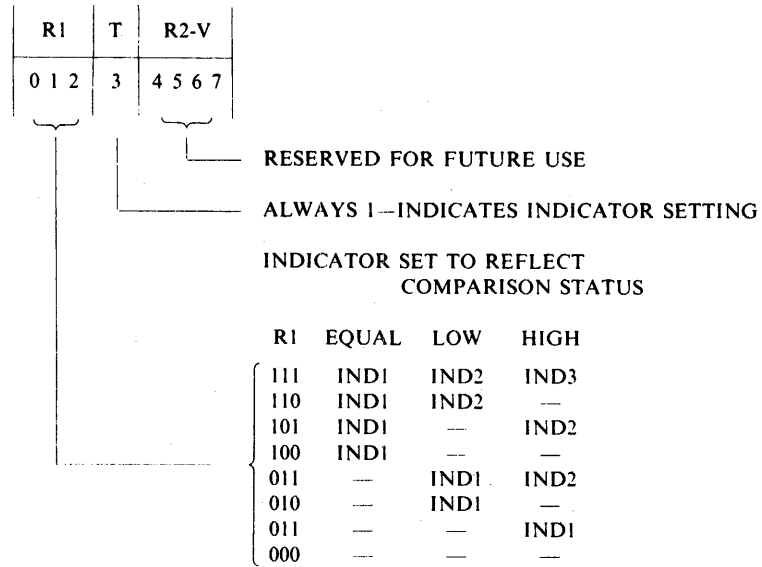 R1 T R2-V
0 1 2 3 4 5 6 7
RESERVED FOR FUTURE USE
ALWAYS 1—INDICATES INDICATOR SETTING
INDICATOR SET TO REFLECT
COMPARISON STATUS
R1 EQUAL LOW HIGH
111 IND1 IND2 IND3
110 IND1 IND2 —
101 IND1 — IND2
100 IND1 — —
011 — IND1 IND2
010 — IND1 —
011 — — IND1
000 — — —